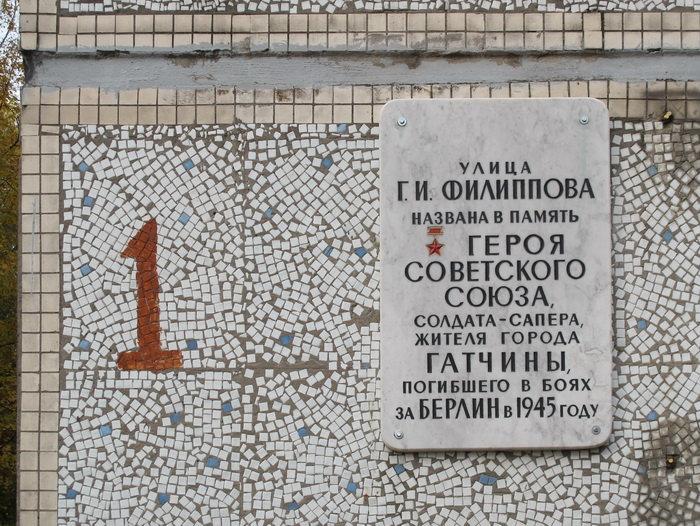 1
УЛИЦА
Г.И. ФИЛИППОВА
НАЗВАНА В ПАМЯТЬ
ГЕРОЯ
СОВЕТСКОГО
СОЮЗА,
СОЛДАТА-САПЕРА,
ЖИТЕЛЯ ГОРОДА
ГАТЧИНЫ,
ПОГИБШЕГО В БОЯХ
ЗА БЕРЛИН В 1945 ГОДУ